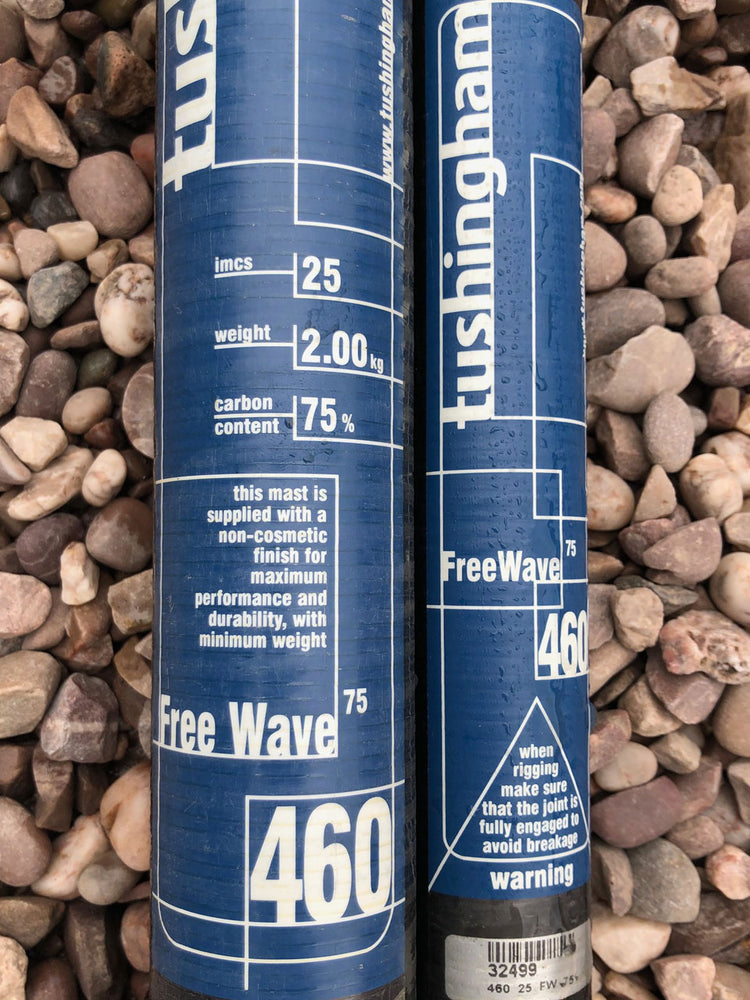 tus
www.tushingham
imcs 25
weight 2.00 kg
carbon content 75 %
this mast is
supplied with a
non-cosmetic
finish for
maximum
performance and
durability, with
minimum weight
Free Wave 75
460
tushingham
FreeWave 75
460
when
rigging
make sure
that the joint is
fully engaged to
avoid breakage
warning
32499
460 25 FW 75